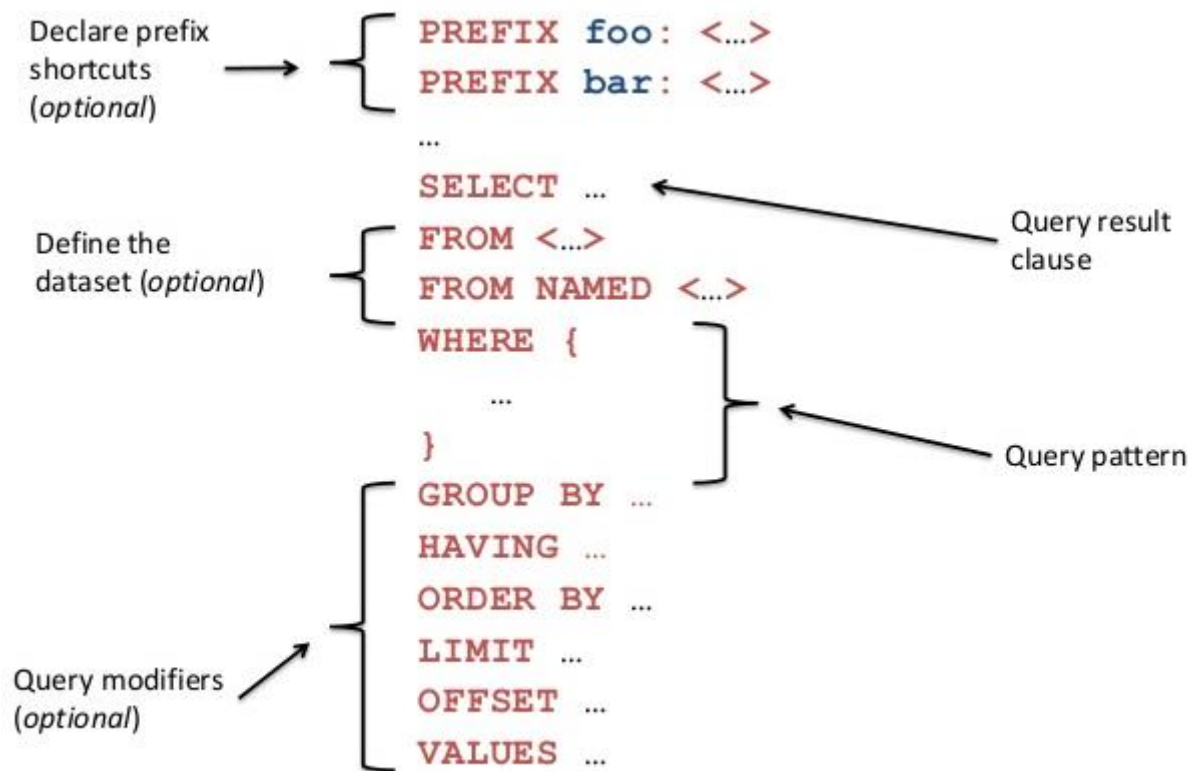 Declare prefix
shortcuts
(optional)
PREFIX foo: <…>
PREFIX bar: <…>
…
SELECT …
Query result
clause
Define the
dataset (optional)
FROM <…>
FROM NAMED <…>
WHERE {
…
}
Query pattern
GROUP BY …
HAVING …
ORDER BY …
LIMIT …
OFFSET …
VALUES …
Query modifiers
(optional)